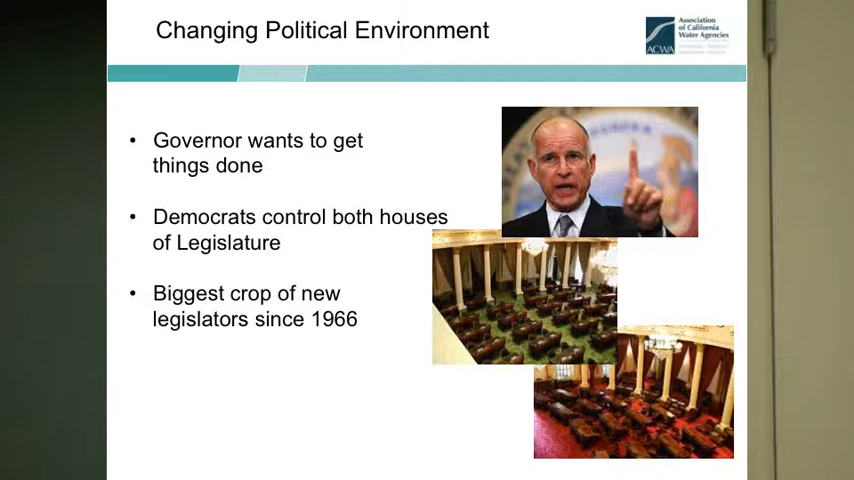 Changing Political Environment
Association
of California
Water Agencies
ACWA
• Governor wants to get
things done
• Democrats control both houses
of Legislature
• Biggest crop of new
legislators since 1966